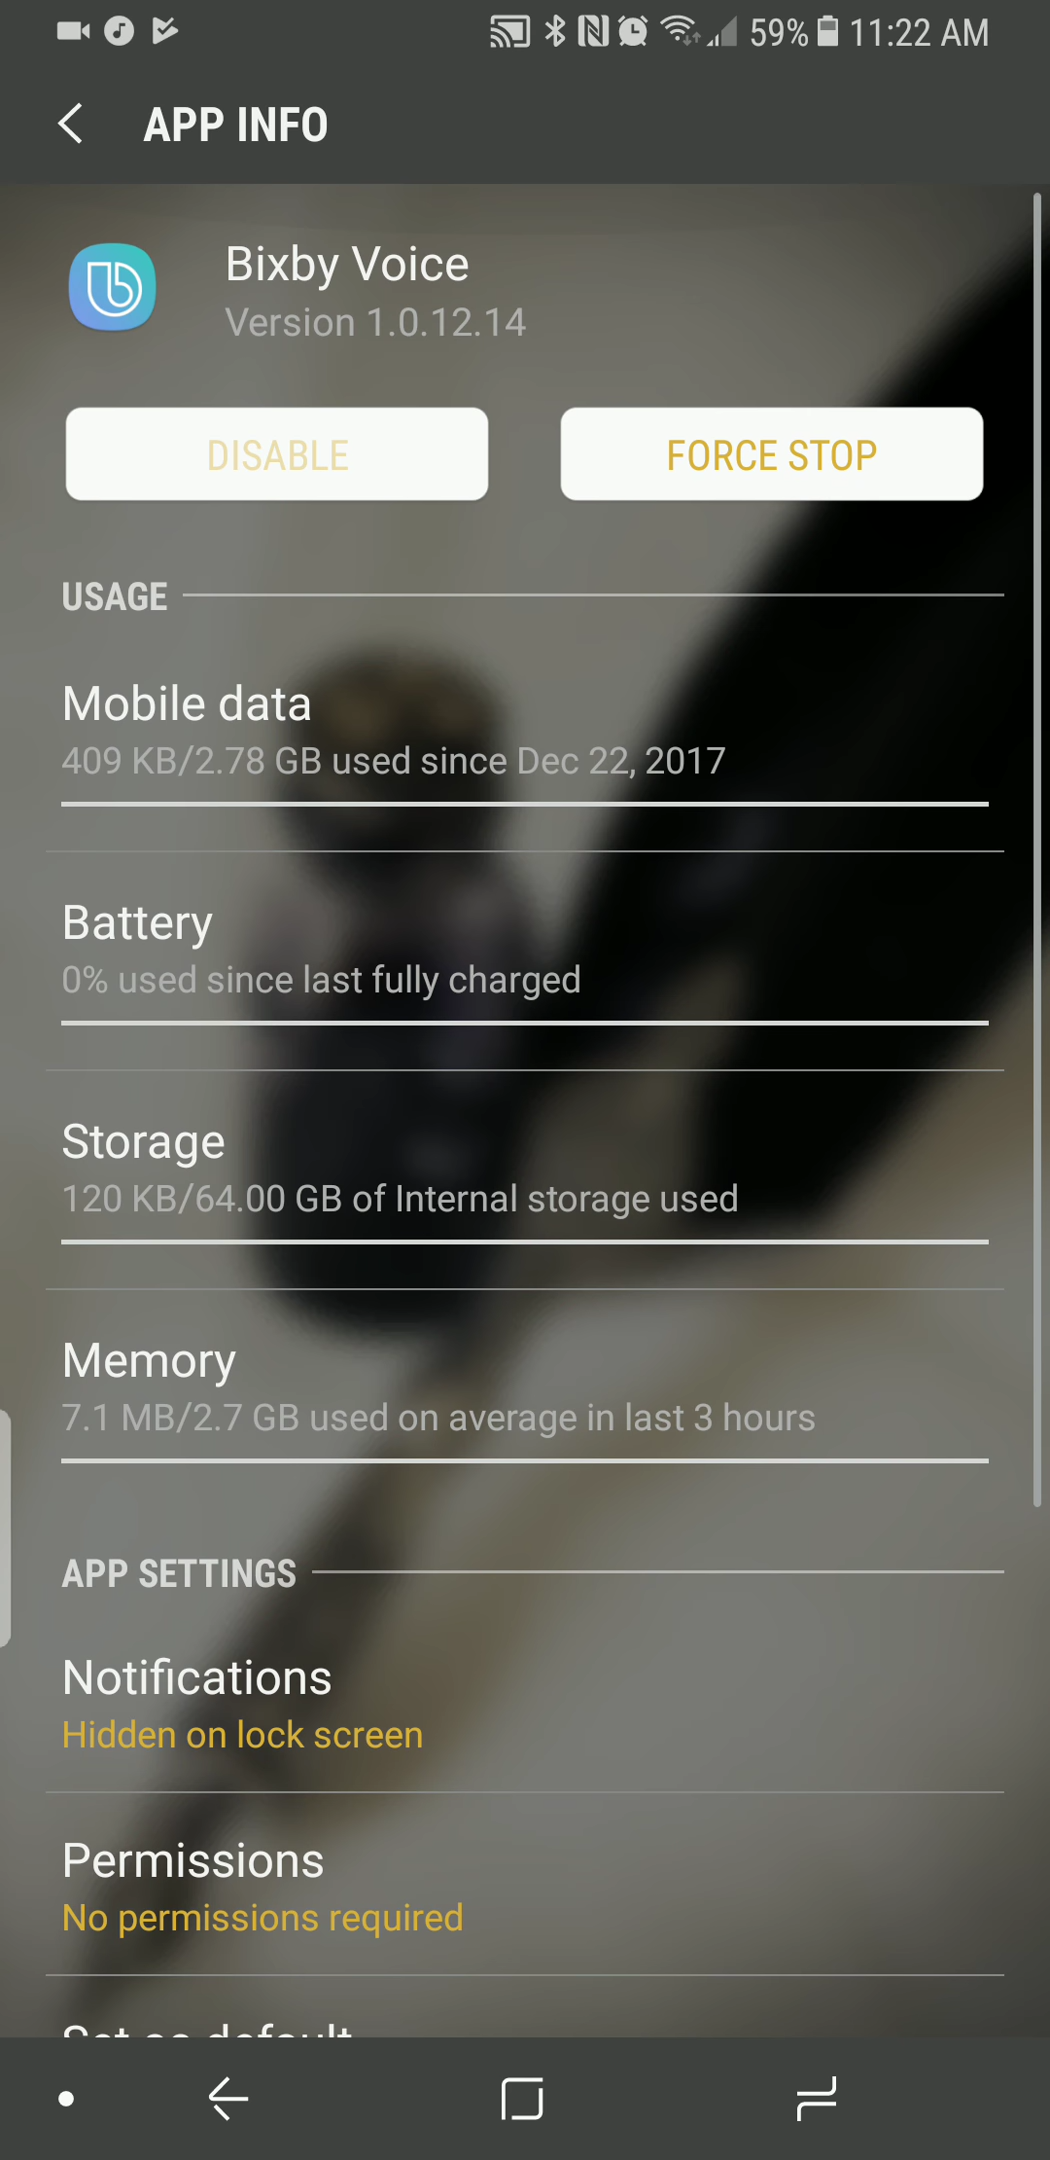 59% 11:22 AM
APP INFO
Bixby Voice
Version 1.0.12.14
DISABLE
FORCE STOP
USAGE
Mobile data
409 KB/2.78 GB used since Dec 22, 2017
Battery
0% used since last fully charged
Storage
120 KB/64.00 GB of Internal storage used
Memory
7.1 MB/2.7 GB used on average in last 3 hours
APP SETTINGS
Notifications
Hidden on lock screen
Permissions
No permissions required
Set as default